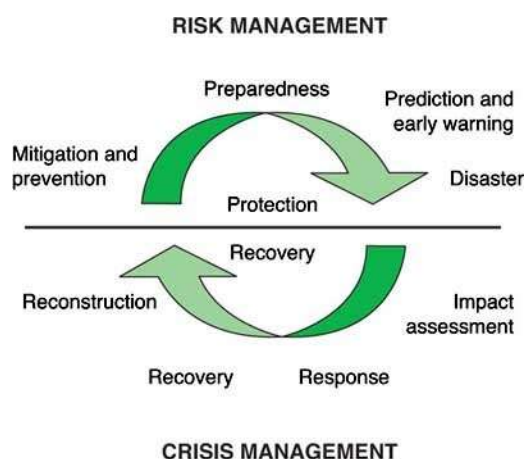 RISK MANAGEMENT
Preparedness
Prediction and
early warning
Mitigation and
prevention
Disaster
Protection
Recovery
Reconstruction
Impact
assessment
Recovery
Response
CRISIS MANAGEMENT